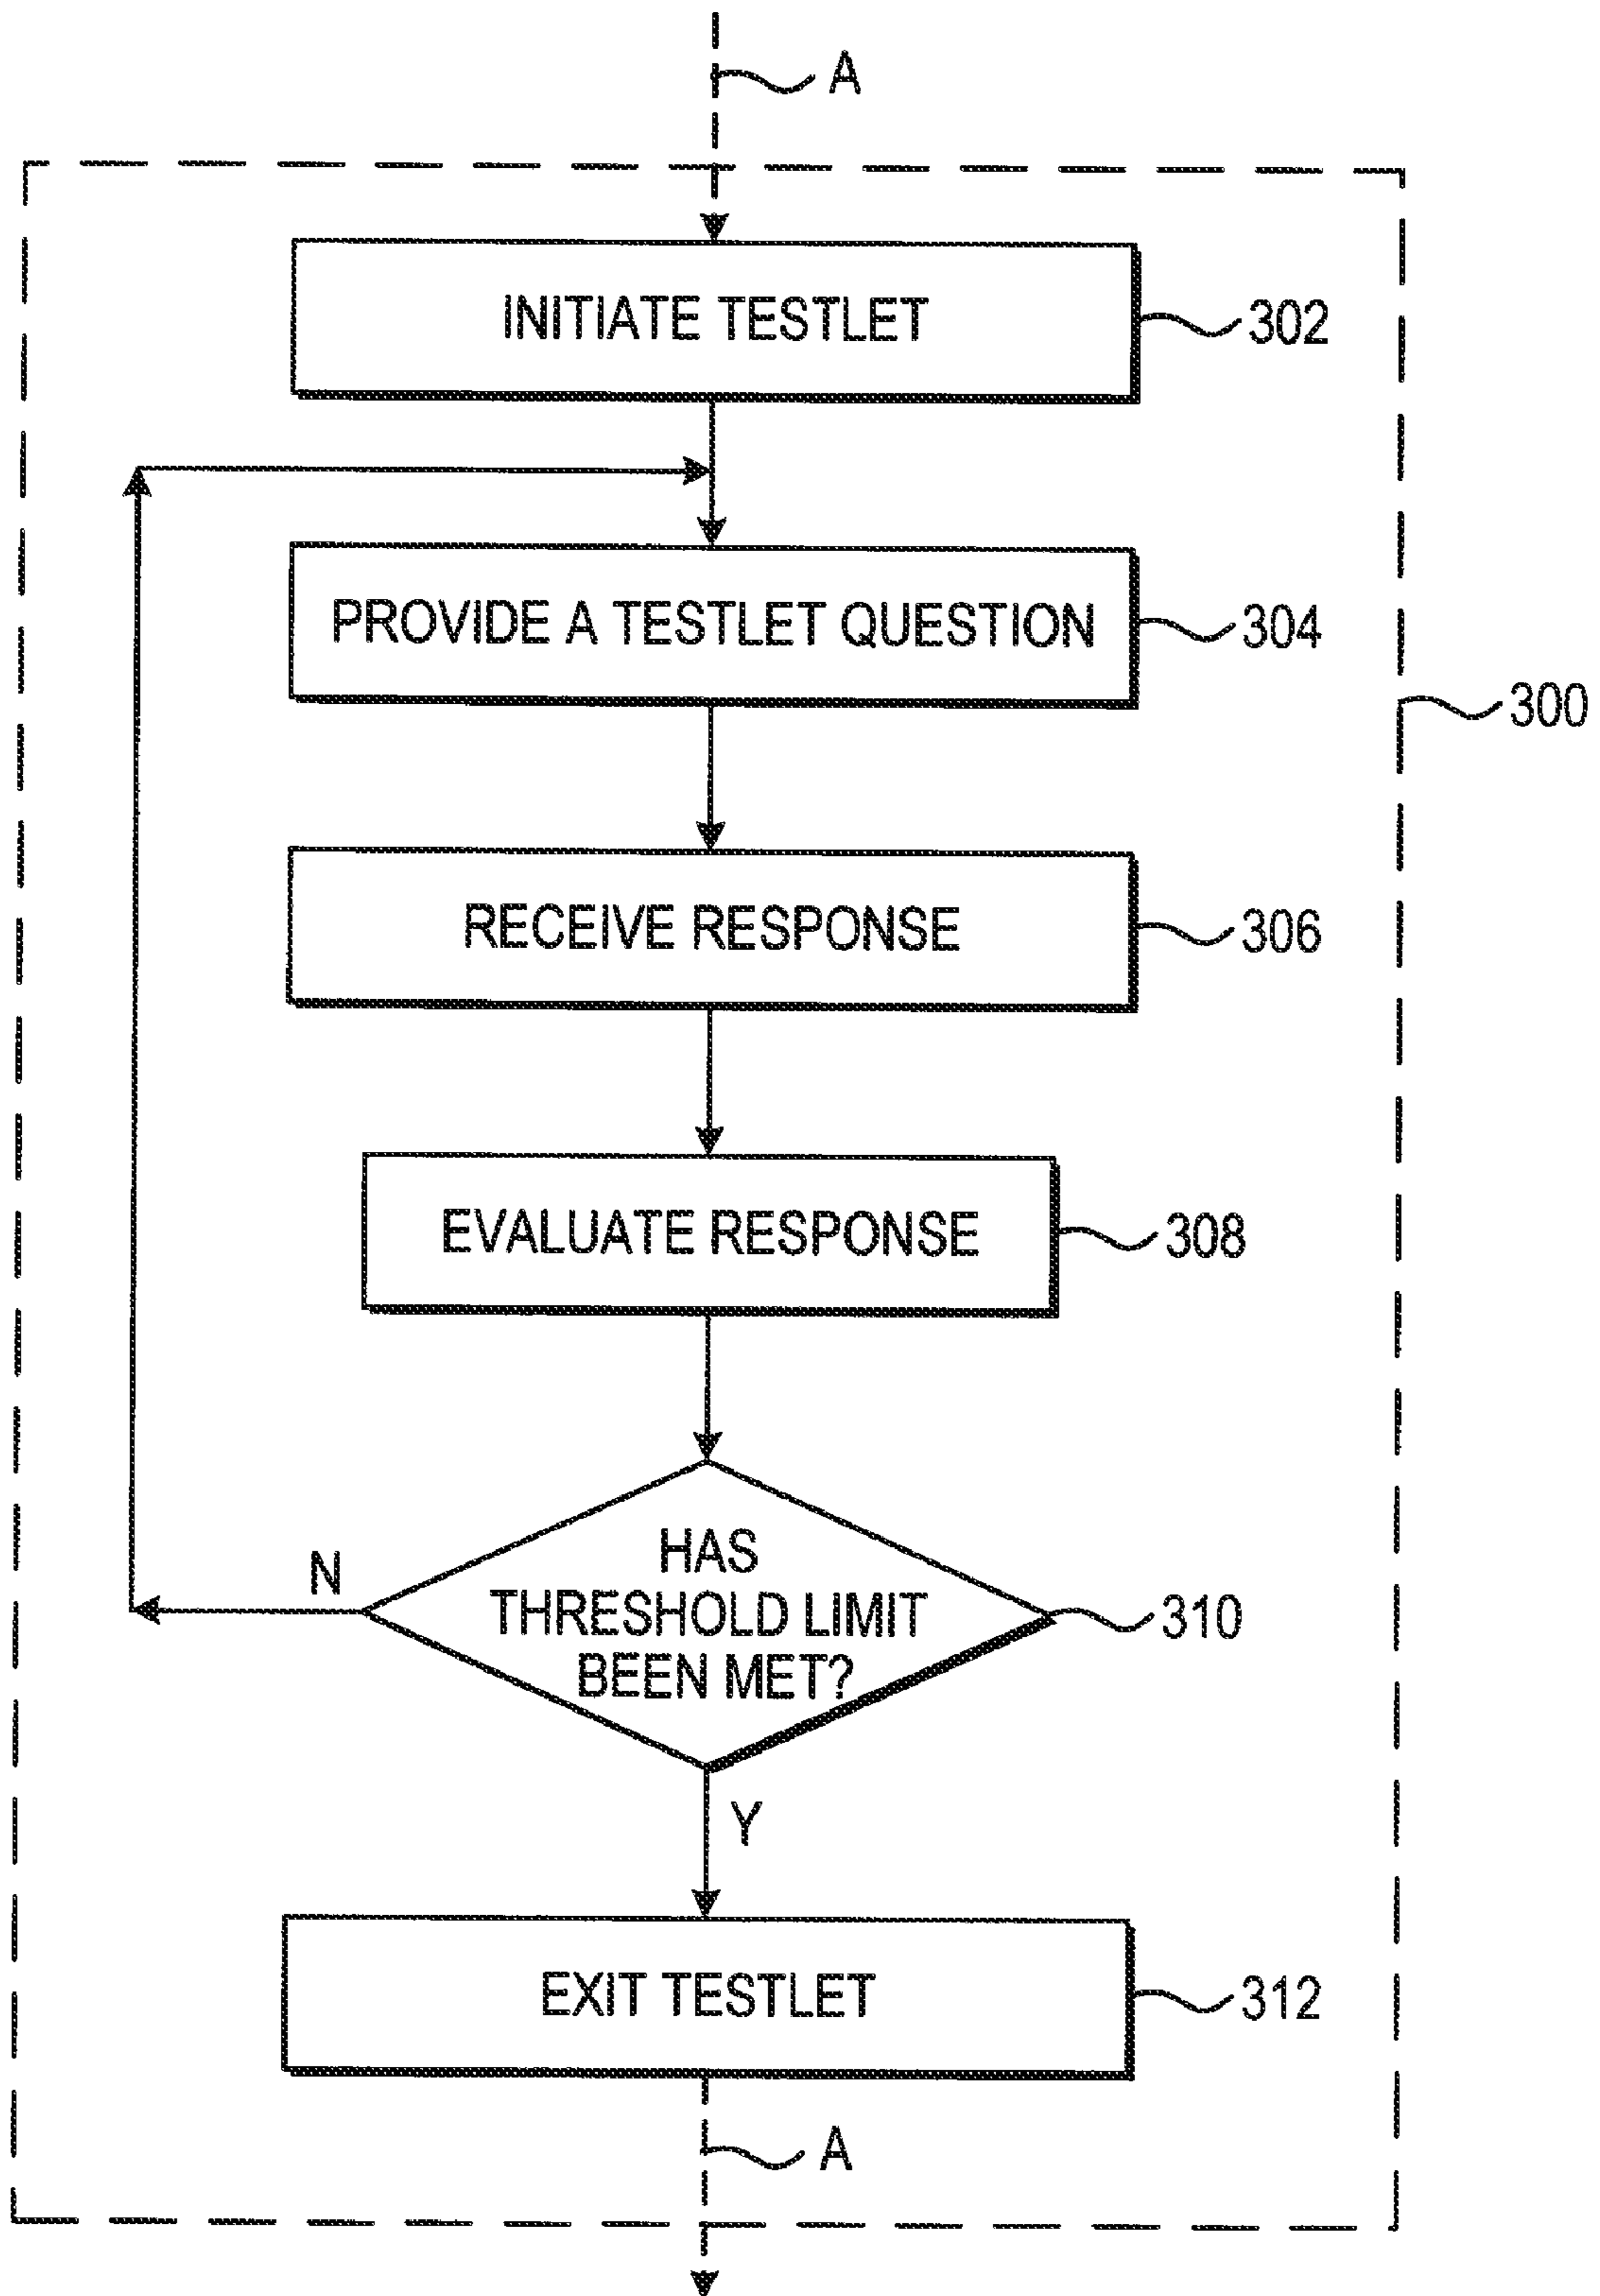 A
INITIATE TESTLET
302
PROVIDE A TESTLET QUESTION
304
300
RECEIVE RESPONSE
306
EVALUATE RESPONSE
308
N
HAS
THRESHOLD LIMIT
BEEN MET?
310
Y
EXIT TESTLET
312
A